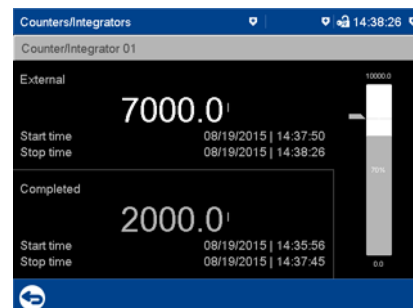 Counters/Integrators 14:38:26
Counter/Integrator 01
External
10000.0
7000.0 l
Start time 08/19/2015 | 14:37:50
Stop time 08/19/2015 | 14:38:26
70%
Completed
2000.0 l
Start time 08/19/2015 | 14:35:56
Stop time 08/19/2015 | 14:37:45
0.0